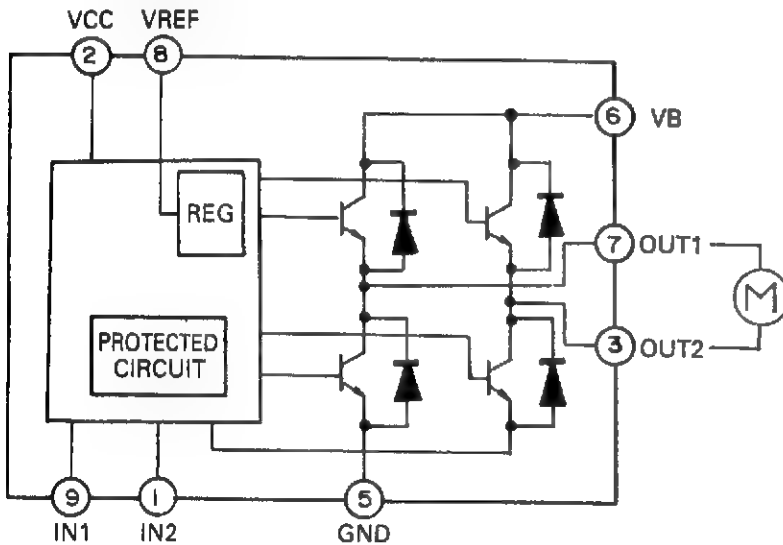 VCC VREF
2 8
6 VB
REG
7 OUT1
M
PROTECTED
CIRCUIT
3 OUT2
9 1 5
IN1 IN2 GND